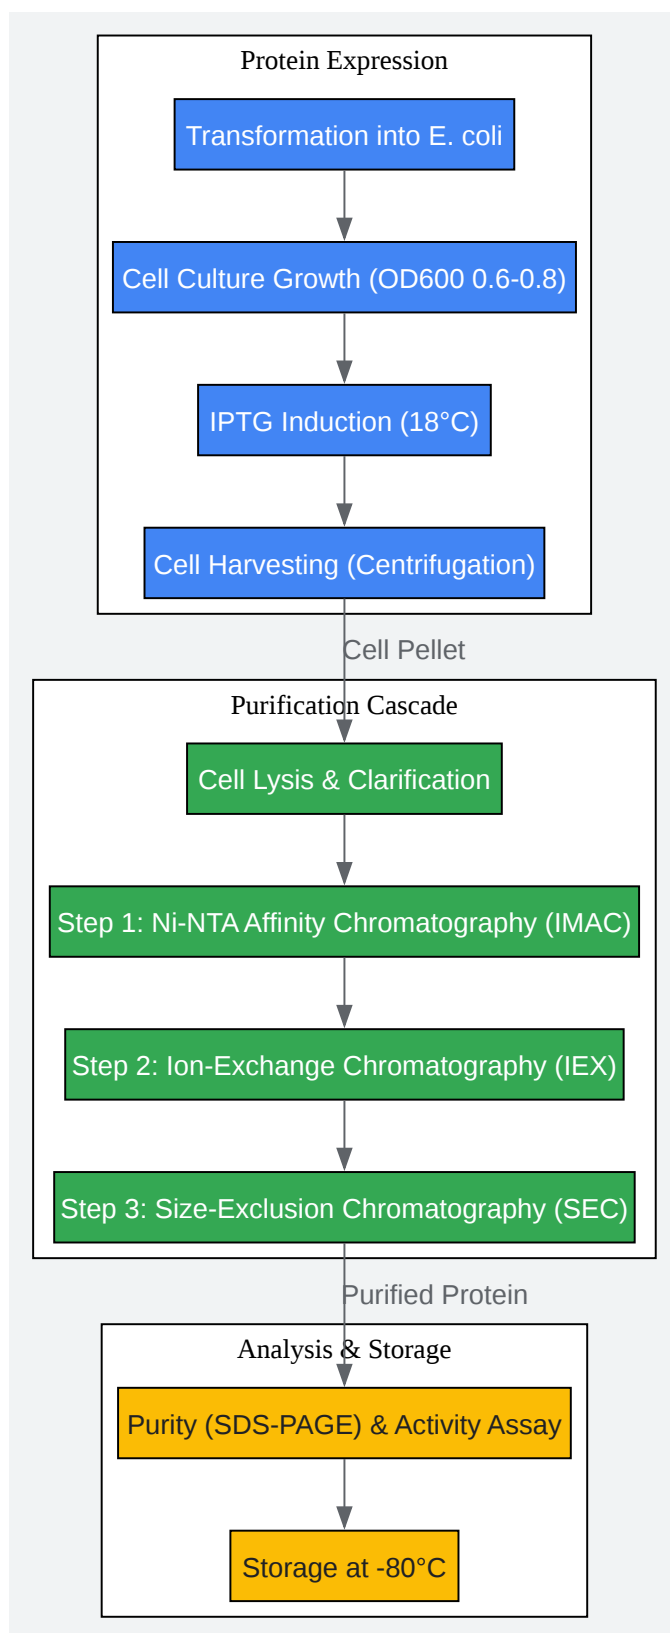 Protein Expression
Transformation into E. coli
Cell Culture Growth (OD600 0.6-0.8)
IPTG Induction (18°C)
Cell Harvesting (Centrifugation)
Cell Pellet
Purification Cascade
Cell Lysis & Clarification
Step 1: Ni-NTA Affinity Chromatography (IMAC)
Step 2: Ion-Exchange Chromatography (IEX)
Step 3: Size-Exclusion Chromatography (SEC)
Purified Protein
Analysis & Storage
Purity (SDS-PAGE) & Activity Assay
Storage at -80°C